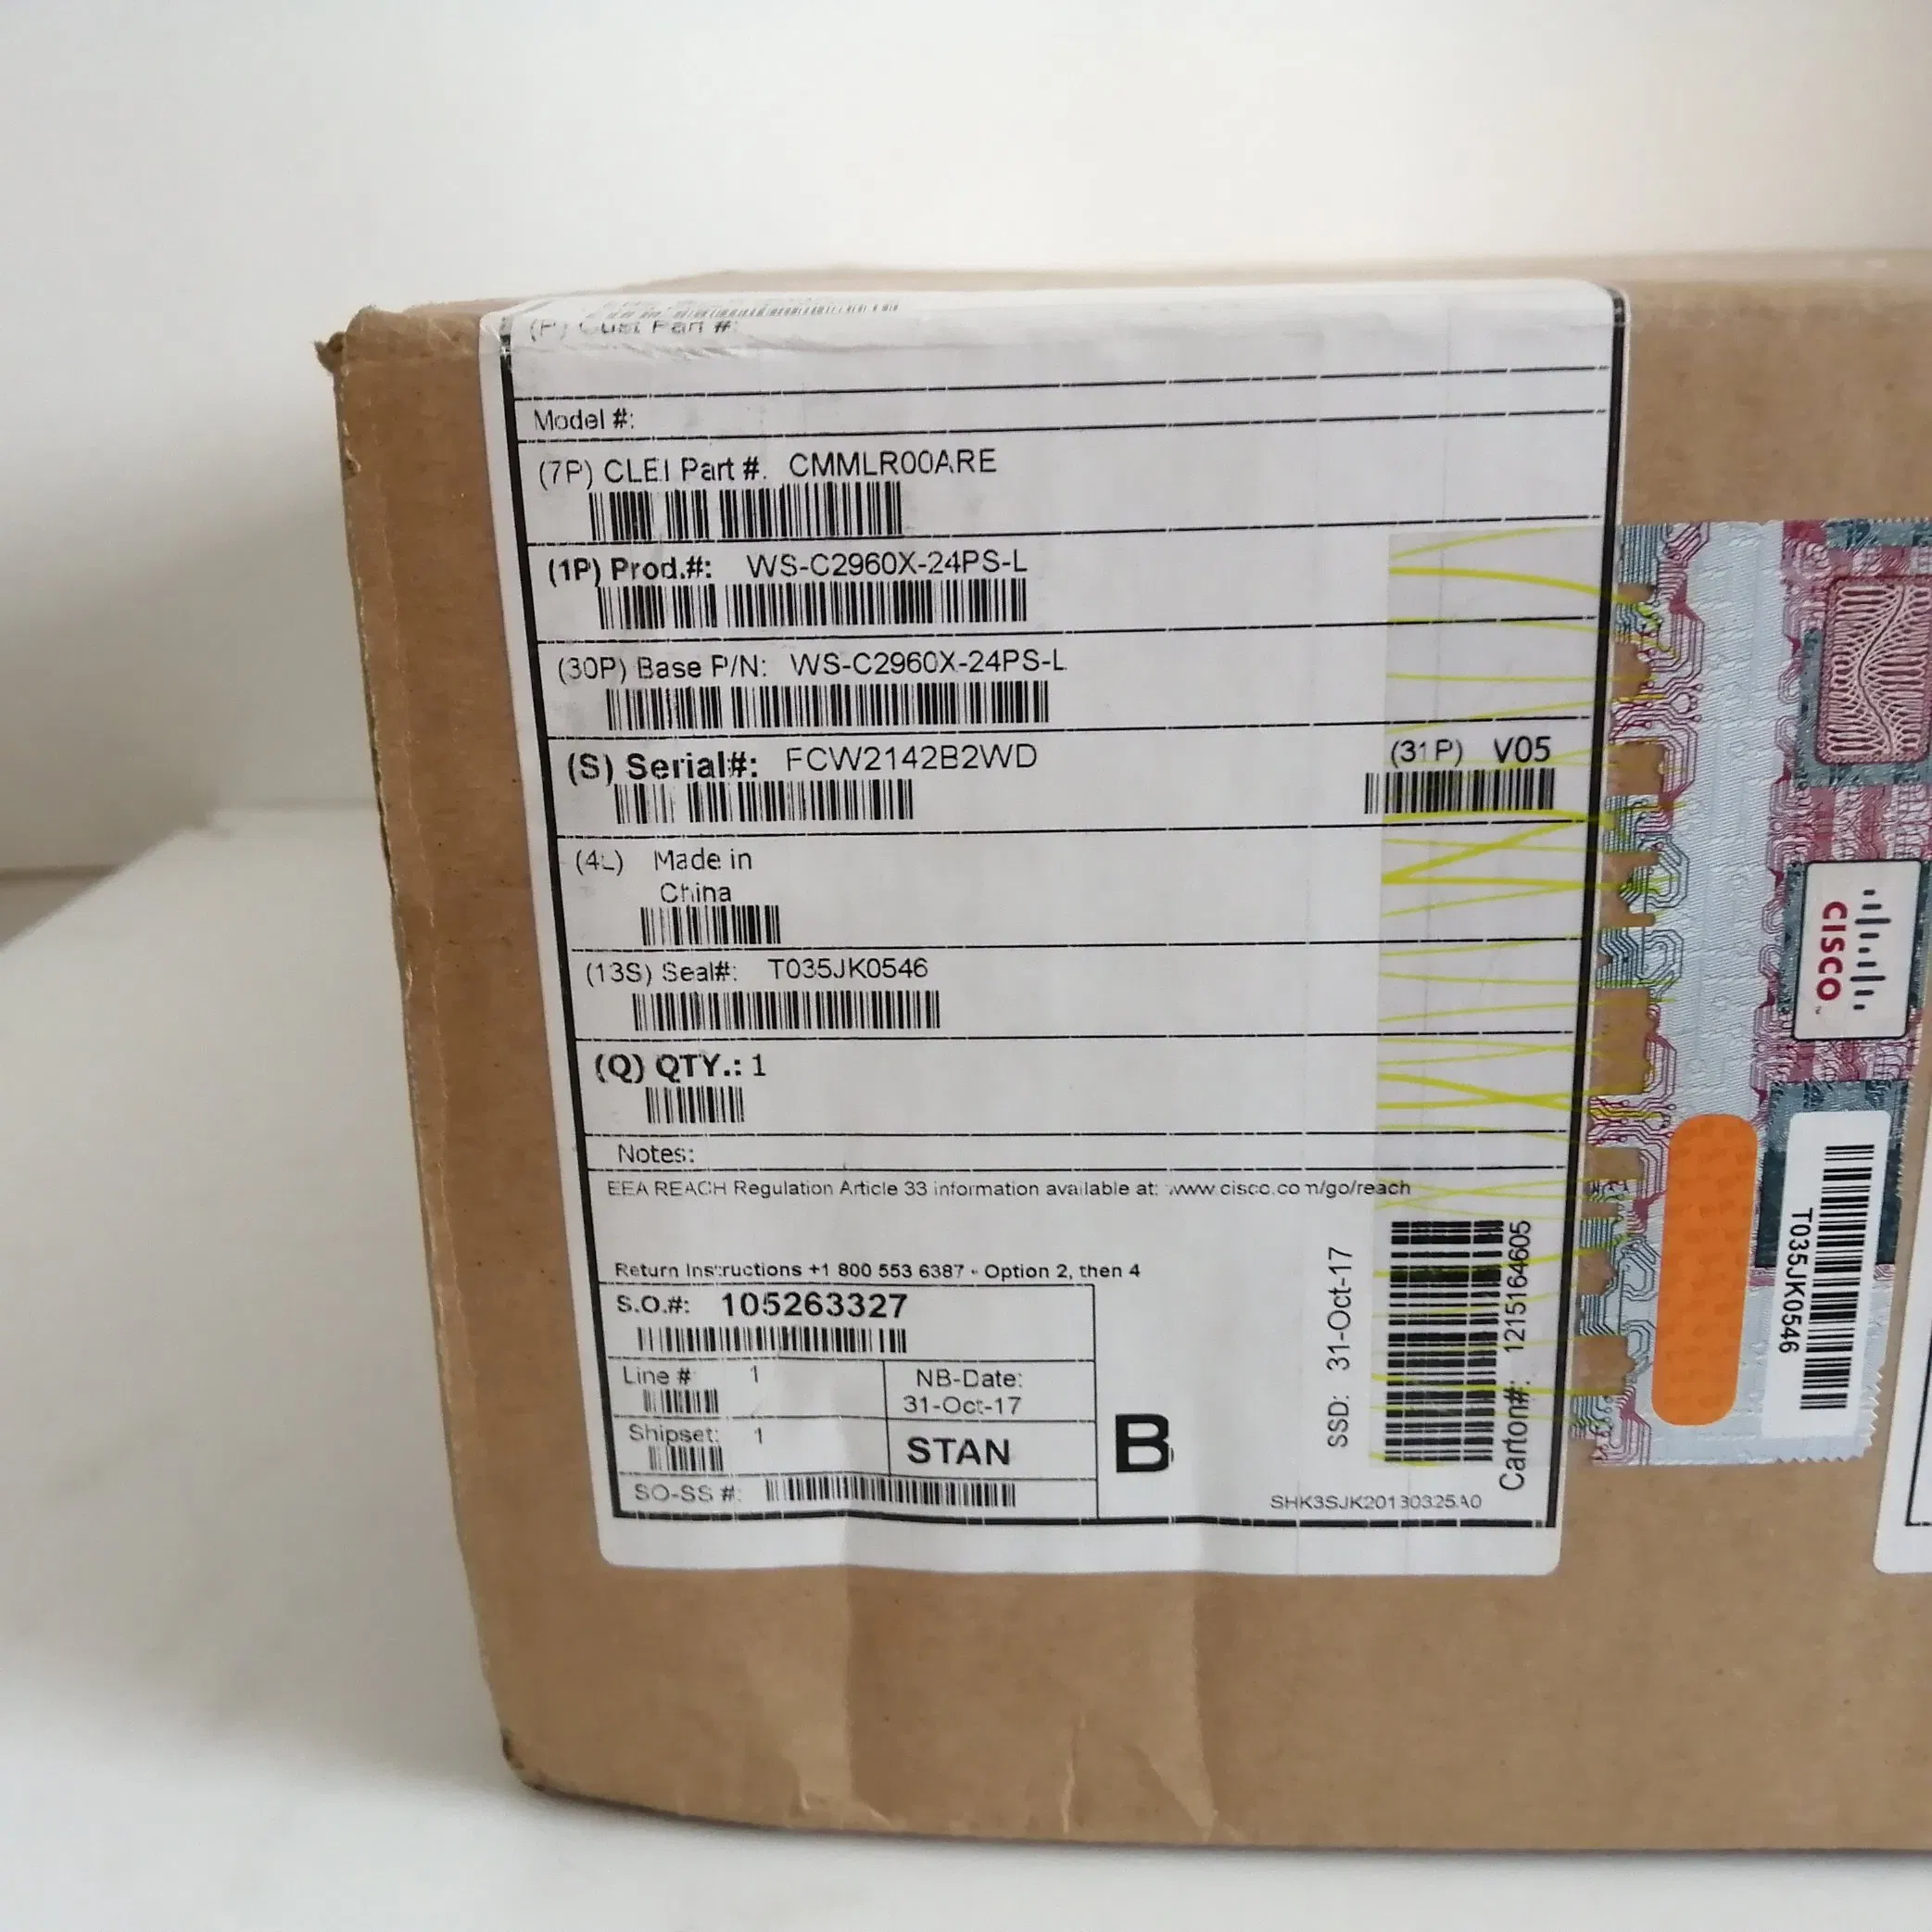 (P) Cust Part #:
Model #:
(7P) CLEI Part #. CMMLR00ARE
(1P) Prod.#: WS-C2960X-24PS-L
(30P) Base P/N: WS-C2960X-24PS-L
(S) Serial#: FCW2142B2WD
(31P) V05
(4L) Made in
China
(13S) Seal#: T035JK0546
(Q) QTY.: 1
Notes:
EEA REACH Regulation Article 33 information available at: www.cisco.com/go/reach
Return Instructions +1 800 553 6387 - Option 2, then 4
S.O.#: 105263327
Line # 1
NB-Date:
31-Oct-17
Shipset: 1
STAN
SO-SS #:
B
SSD: 31-Oct-17
Carton#: 1215164605
SHK3SJK20130325A0
CISCO
T035JK0546